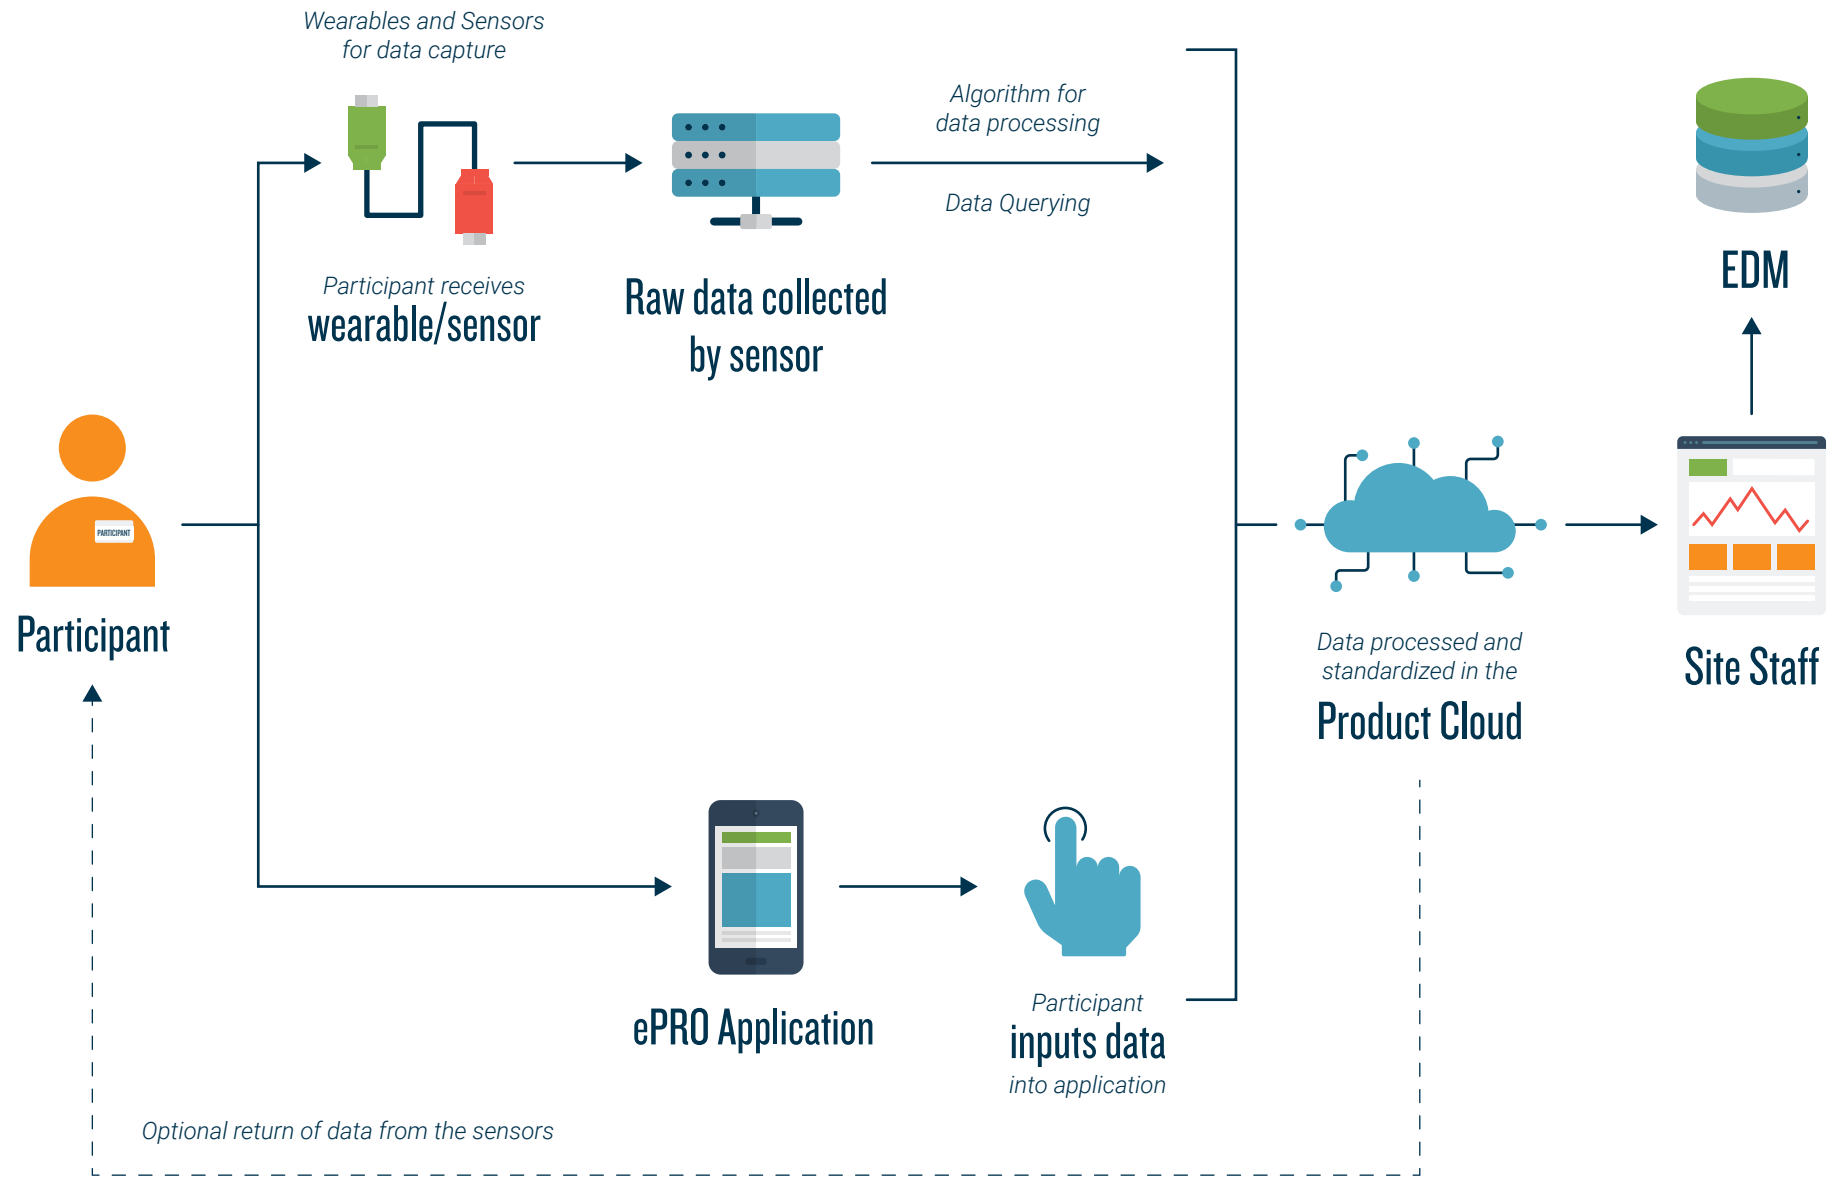 Wearables and Sensors
for data capture
Participant receives
wearable/sensor
Raw data collected
by sensor
Algorithm for
data processing
Data Querying
EDM
PARTICIPANT
Participant
Data processed and
standardized in the
Product Cloud
Site Staff
ePRO Application
Participant
inputs data
into application
Optional return of data from the sensors